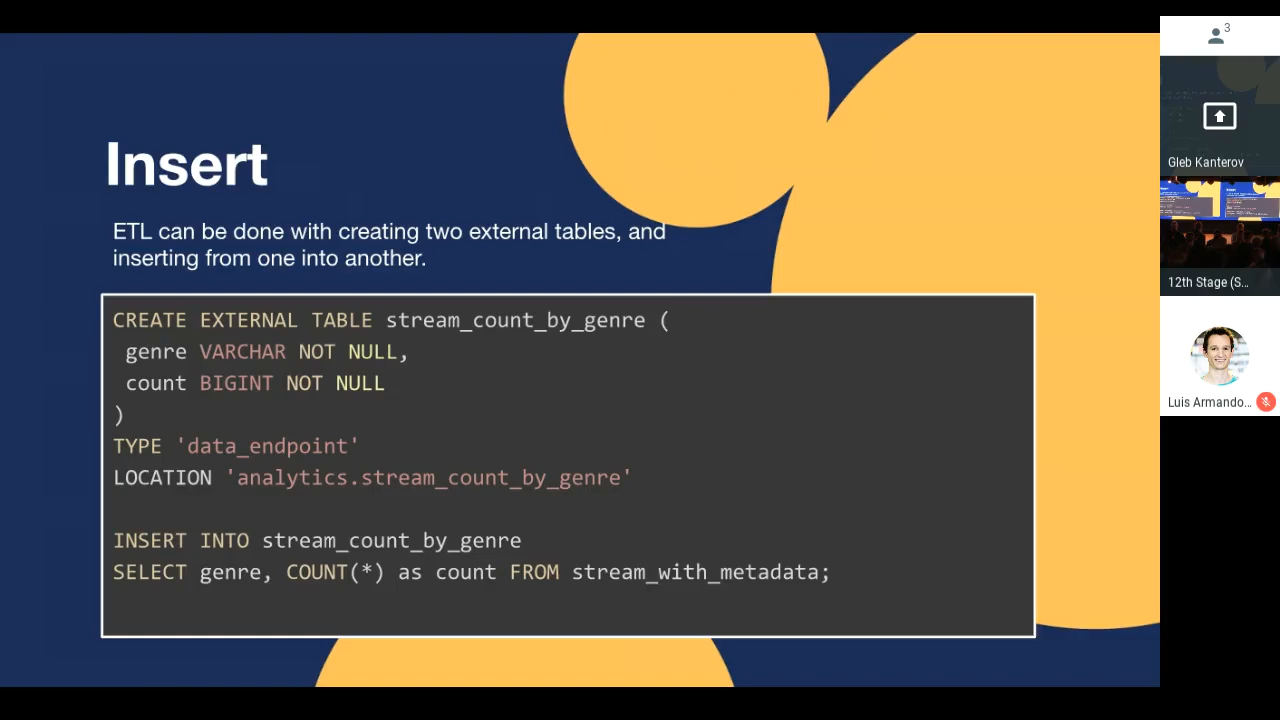 Insert
ETL can be done with creating two external tables, and
inserting from one into another.
CREATE EXTERNAL TABLE stream_count_by_genre (
genre VARCHAR NOT NULL,
count BIGINT NOT NULL
)
TYPE 'data_endpoint'
LOCATION 'analytics.stream_count_by_genre'
INSERT INTO stream_count_by_genre
SELECT genre, COUNT(*) as count FROM stream_with_metadata;
3
Gleb Kanterov
12th Stage (S...
Luis Armando...